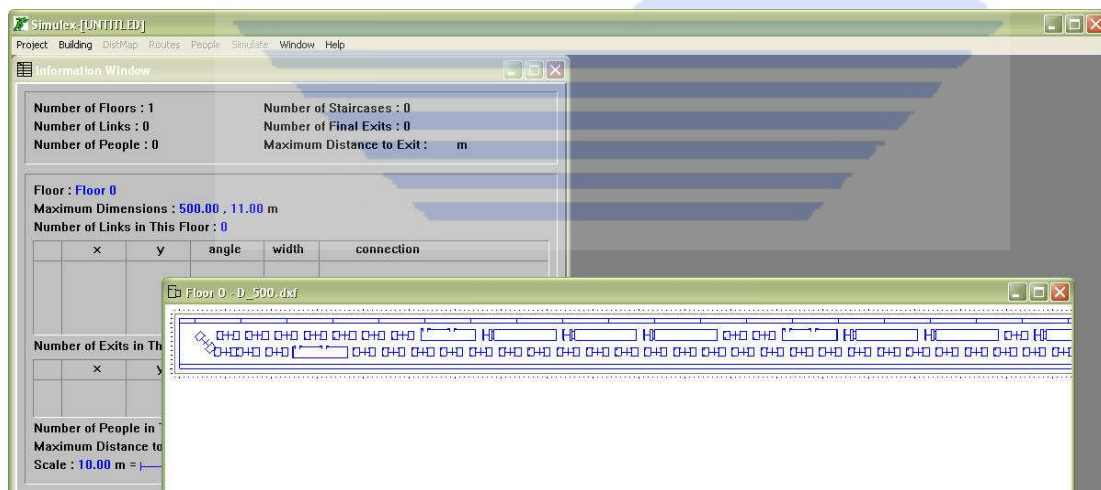 Simulex-[UNTITLED]
Project Building DistMap Routes People Simulate Window Help
Information Window
Number of Floors : 1 Number of Staircases : 0
Number of Links : 0 Number of Final Exits : 0
Number of People : 0 Maximum Distance to Exit : m
Floor : Floor 0
Maximum Dimensions : 500.00 , 11.00 m
Number of Links in This Floor : 0
x y angle width connection
Floor 0 - D_500.dxf
Number of Exits in Th
x y
Number of People in
Maximum Distance to
Scale : 10.00 m =